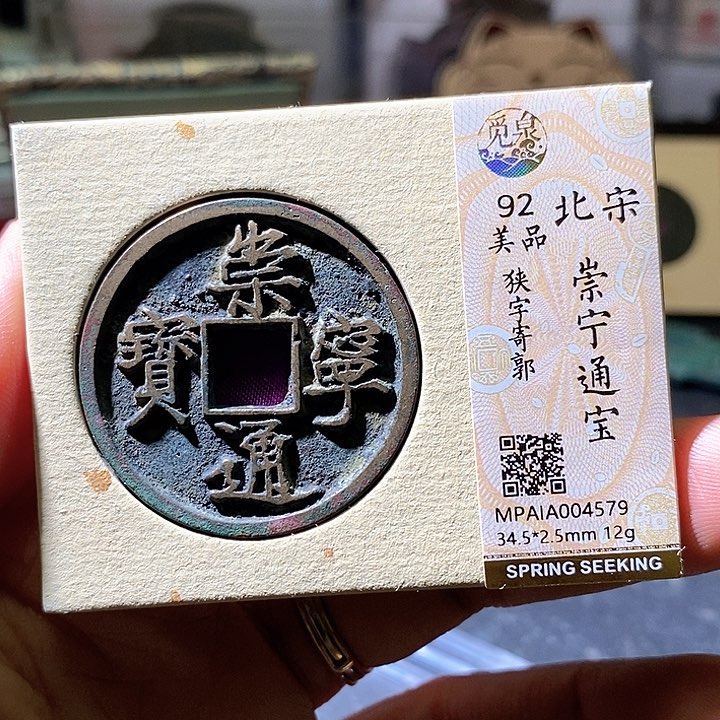 崇寧通寶
觅泉
92 北宋
美品
狭字寄郭
崇宁通宝
MPAIA004579
34.5*2.5mm 12g
SPRING SEEKING